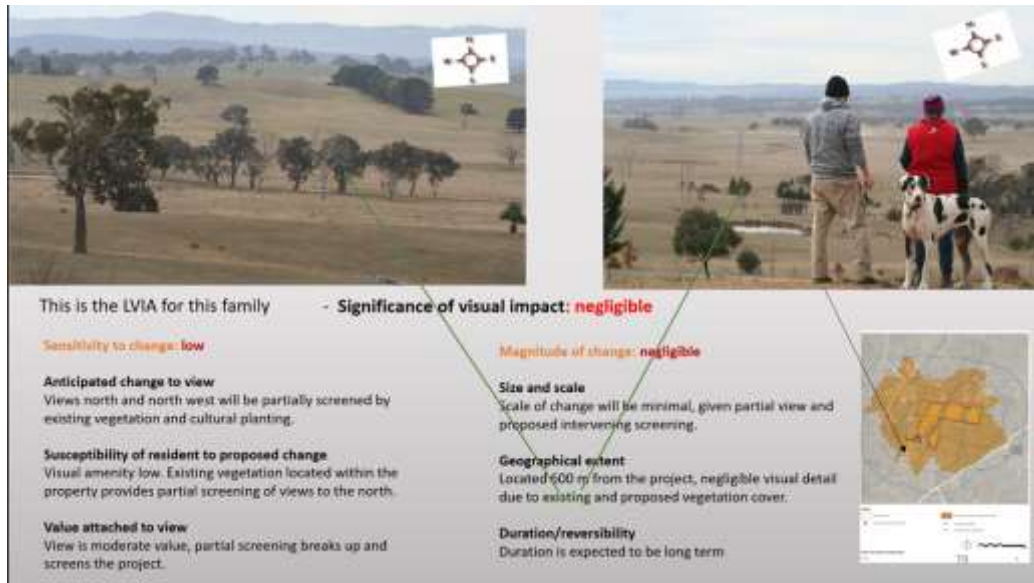 This is the LVIA for this family - Significance of visual impact: negligible
Sensitivity to change: low
Anticipated change to view
Views north and north west will be partially screened by
existing vegetation and cultural planting.
Susceptibility of resident to proposed change
Visual amenity low. Existing vegetation located within the
property provides partial screening of views to the north.
Value attached to view
View is moderate value, partial screening breaks up and
screens the project.
Magnitude of change: negligible
Size and scale
Scale of change will be minimal, given partial view and
proposed intervening screening.
Geographical extent
Located 600 m from the project, negligible visual detail
due to existing and proposed vegetation cover.
Duration/reversibility
Duration is expected to be long term